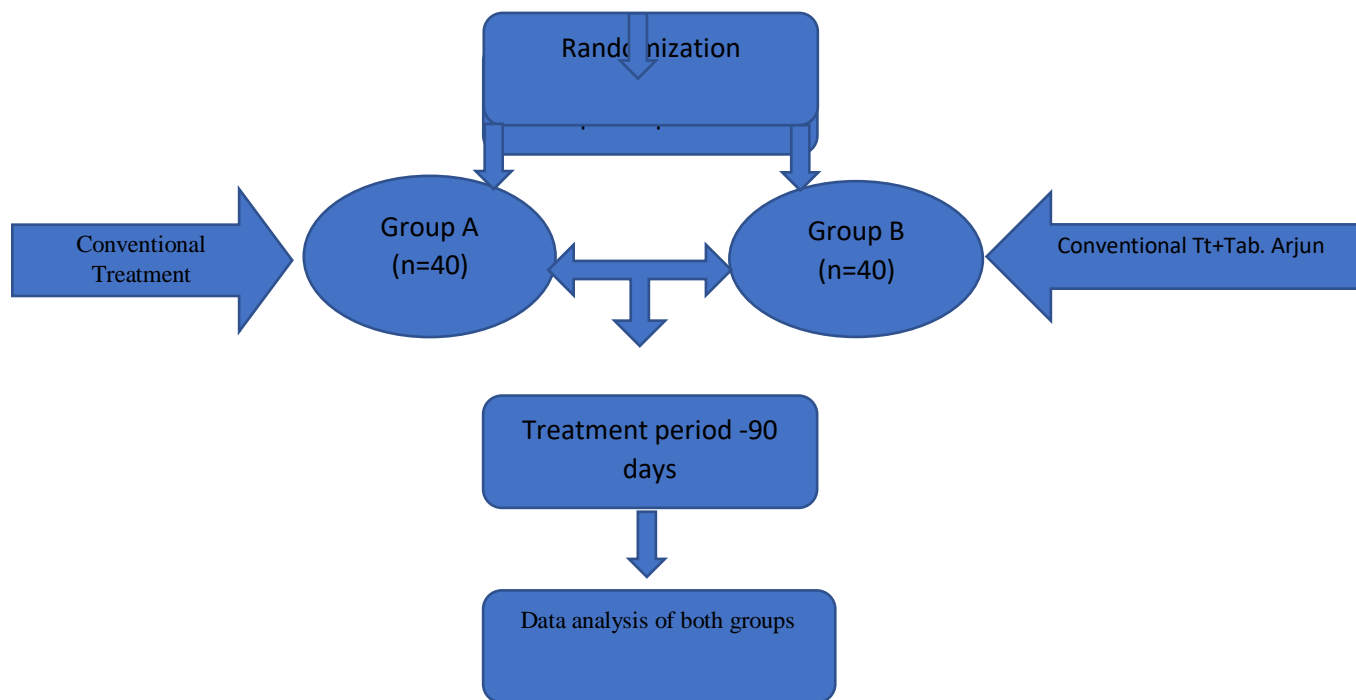 Randomization
Group A
(n=40)
Group B
(n=40)
Conventional
Treatment
Conventional Tt+Tab. Arjun
Treatment period -90
days
Data analysis of both groups